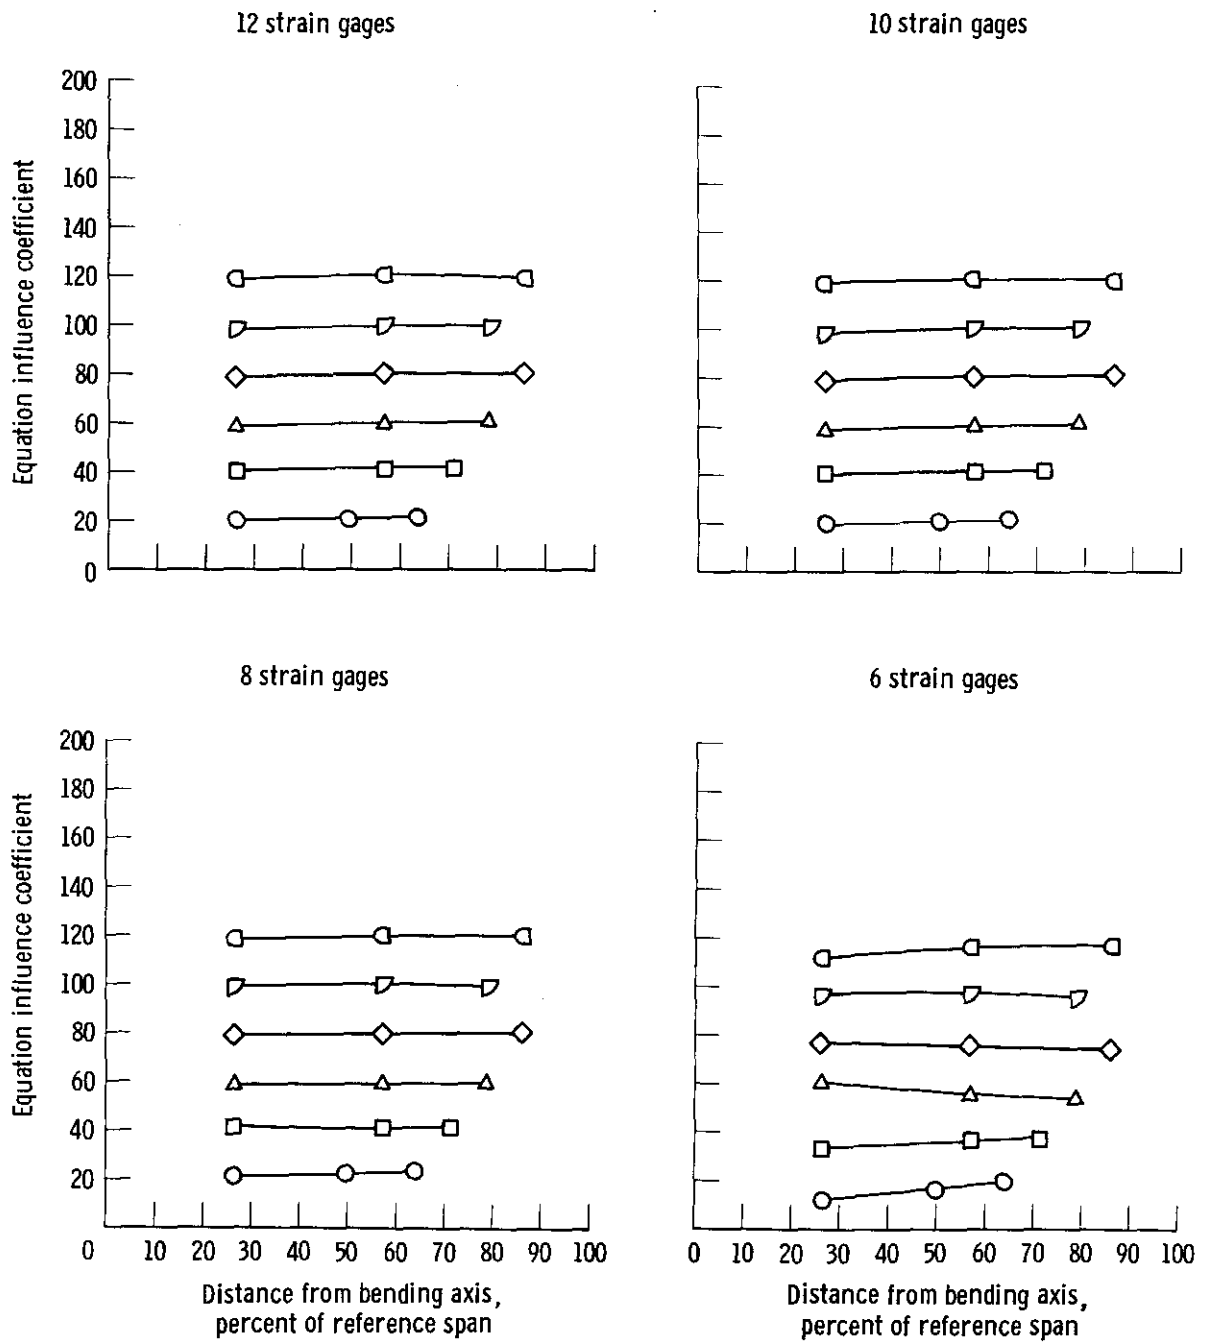 12 strain gages
10 strain gages
Equation influence coefficient
200
180
160
140
120
100
80
60
40
20
0
8 strain gages
6 strain gages
Equation influence coefficient
200
180
160
140
120
100
80
60
40
20
0 10 20 30 40 50 60 70 80 90 100
0 10 20 30 40 50 60 70 80 90 100
Distance from bending axis,
percent of reference span
Distance from bending axis,
percent of reference span